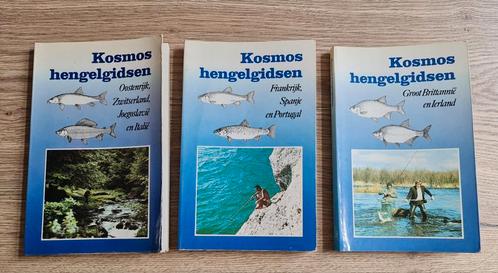 Kosmos
hengelgidsen
Oostenrijk,
Zwitserland,
Joegoslavië
en Italië
Kosmos
hengelgidsen
Frankrijk,
Spanje
en Portugal
Kosmos
hengelgidsen
Groot Brittannië
en Ierland